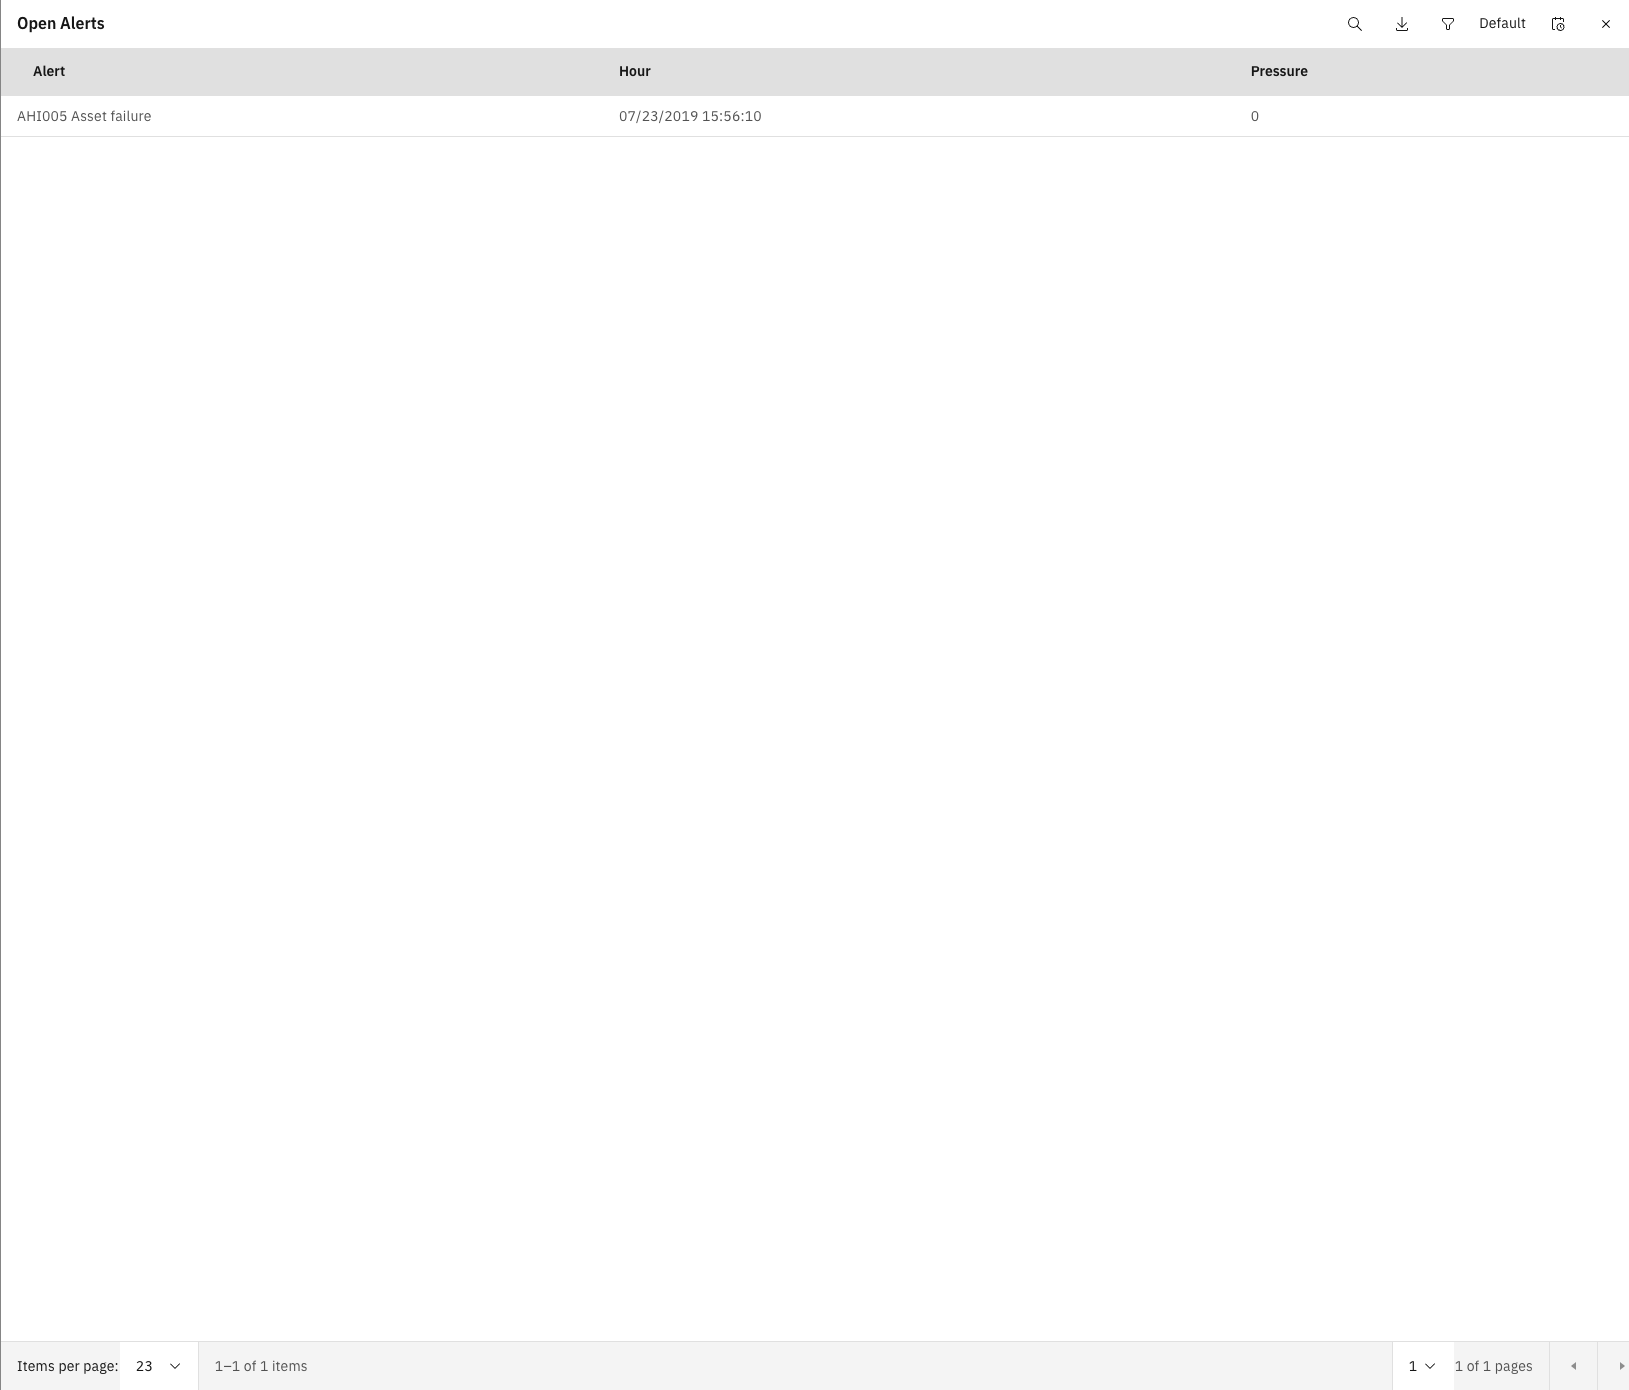 Open Alerts Default
Alert Hour Pressure
AHI005 Asset failure 07/23/2019 15:56:10 0
Items per page: 23 1–1 of 1 items 1 1 of 1 pages